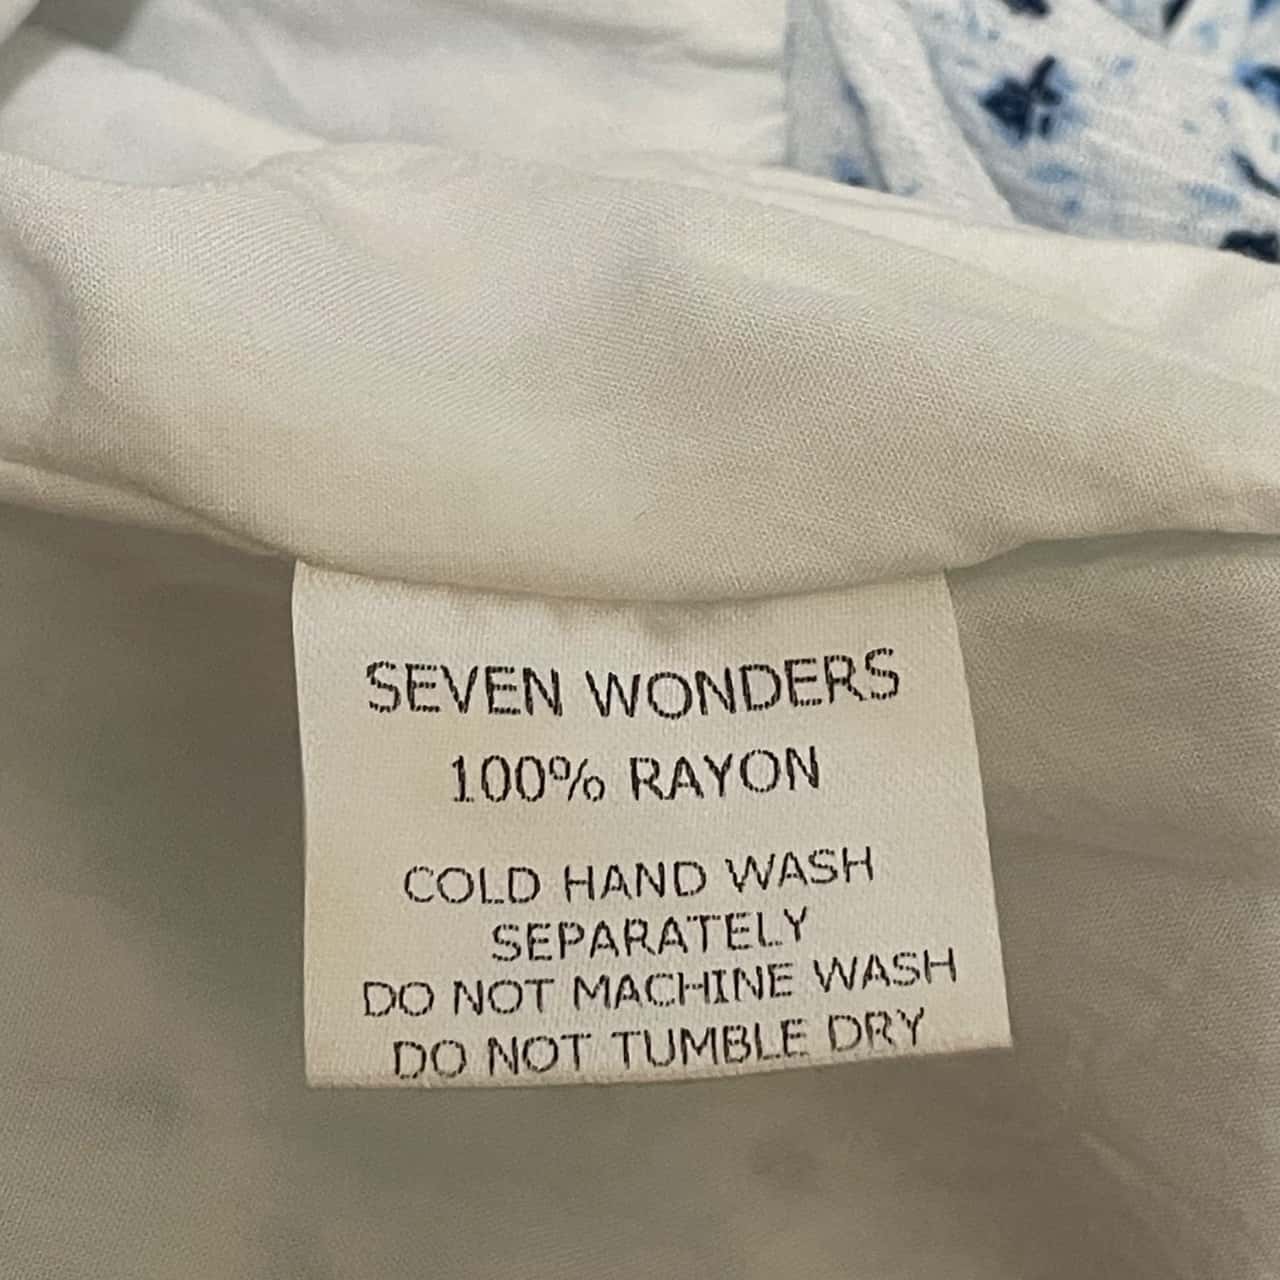 SEVEN WONDERS
100% RAYON
COLD HAND WASH
SEPARATELY
DO NOT MACHINE WASH
DO NOT TUMBLE DRY